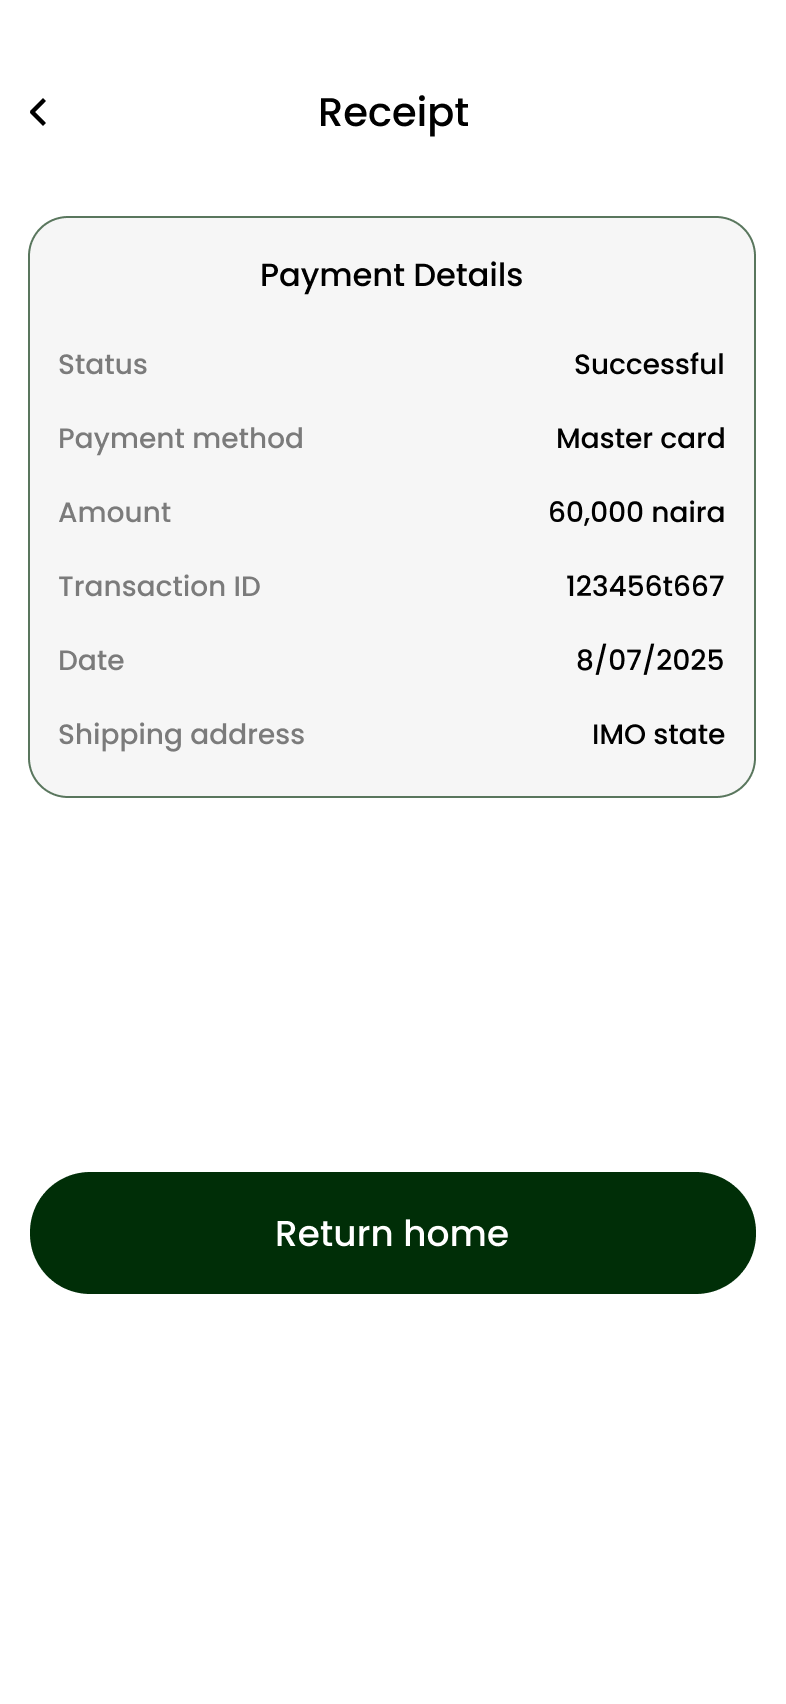 Receipt
Payment Details
Status Successful
Payment method Master card
Amount 60,000 naira
Transaction ID 123456t667
Date 8/07/2025
Shipping address IMO state
Return home